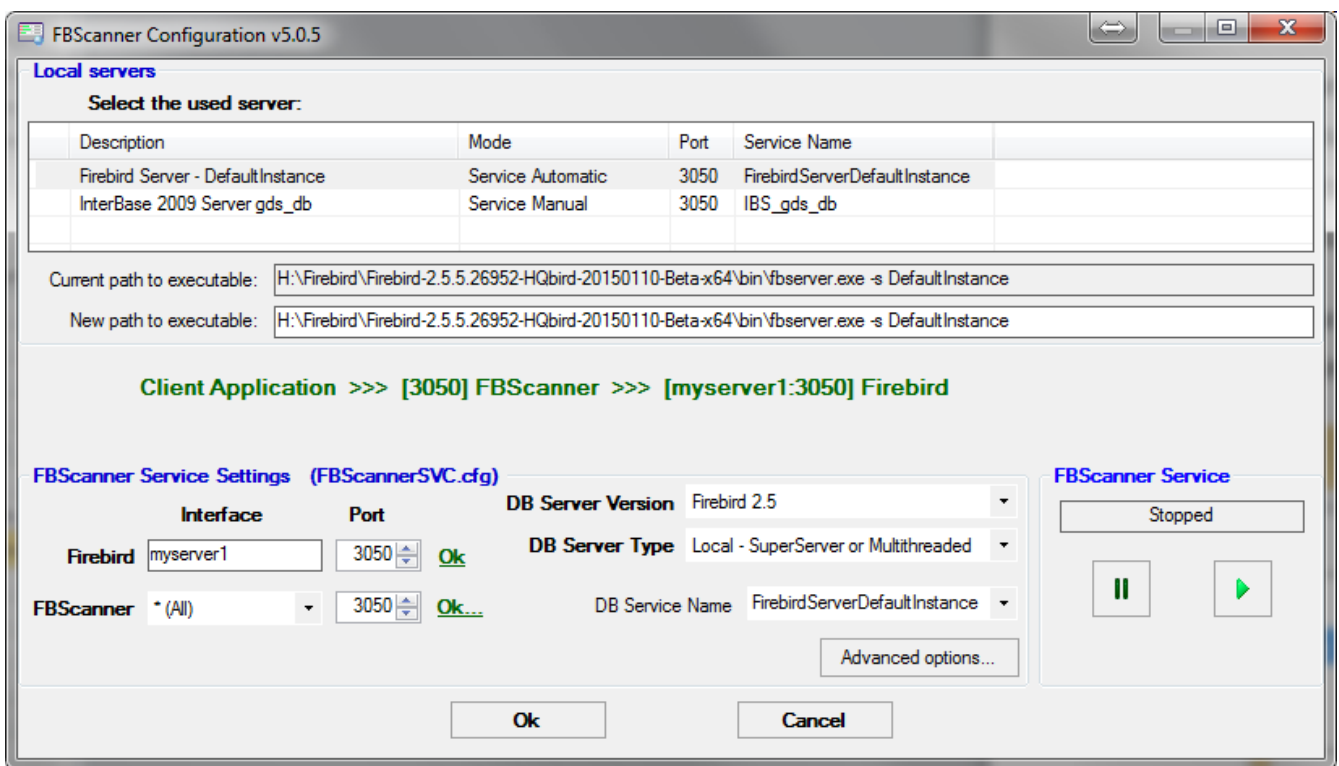 FBScanner Configuration v5.0.5
Local servers
Select the used server:
Description Mode Port Service Name
Firebird Server - DefaultInstance Service Automatic 3050 FirebirdServerDefaultInstance
InterBase 2009 Server gds_db Service Manual 3050 IBS_gds_db
Current path to executable: H:\Firebird\Firebird-2.5.5.26952-HQbird-20150110-Beta-x64\bin\fbserver.exe -s DefaultInstance
New path to executable: H:\Firebird\Firebird-2.5.5.26952-HQbird-20150110-Beta-x64\bin\fbserver.exe -s DefaultInstance
Client Application >>> [3050] FBScanner >>> [myserver1:3050] Firebird
FBScanner Service Settings (FBScannerSVC.cfg)
Interface Port
Firebird myserver1 3050 Ok
FBScanner * (All) 3050 Ok...
DB Server Version Firebird 2.5
DB Server Type Local - SuperServer or Multithreaded
DB Service Name FirebirdServerDefaultInstance
Advanced options...
FBScanner Service
Stopped
Ok Cancel